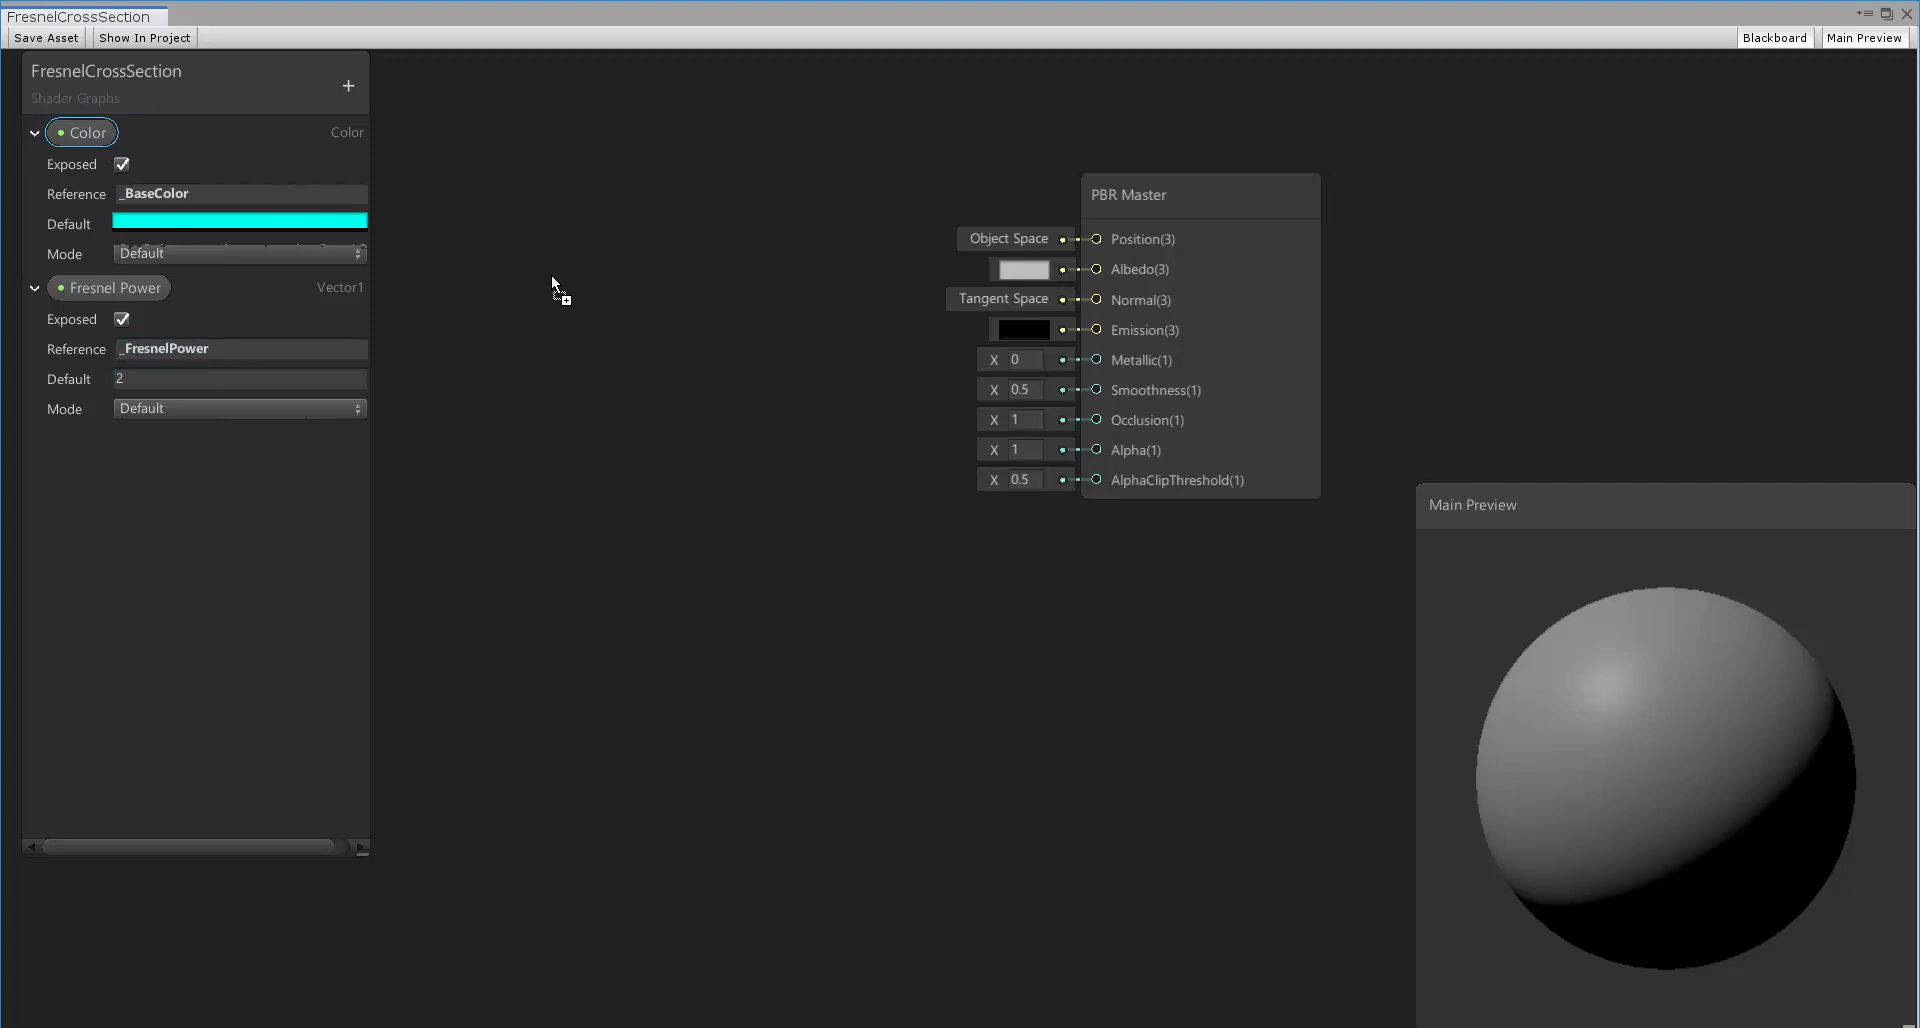 FresnelCrossSection
Save Asset
Show In Project
Blackboard
Main Preview
FresnelCrossSection
Shader Graphs
Color
Color
Exposed
Reference
_BaseColor
Default
Mode
Default
Fresnel Power
Vector1
Exposed
Reference
_FresnelPower
Default
2
Mode
Default
PBR Master
Object Space
Position(3)
Albedo(3)
Tangent Space
Normal(3)
Emission(3)
X 0
Metallic(1)
X 0.5
Smoothness(1)
X 1
Occlusion(1)
X 1
Alpha(1)
X 0.5
AlphaClipThreshold(1)
Main Preview